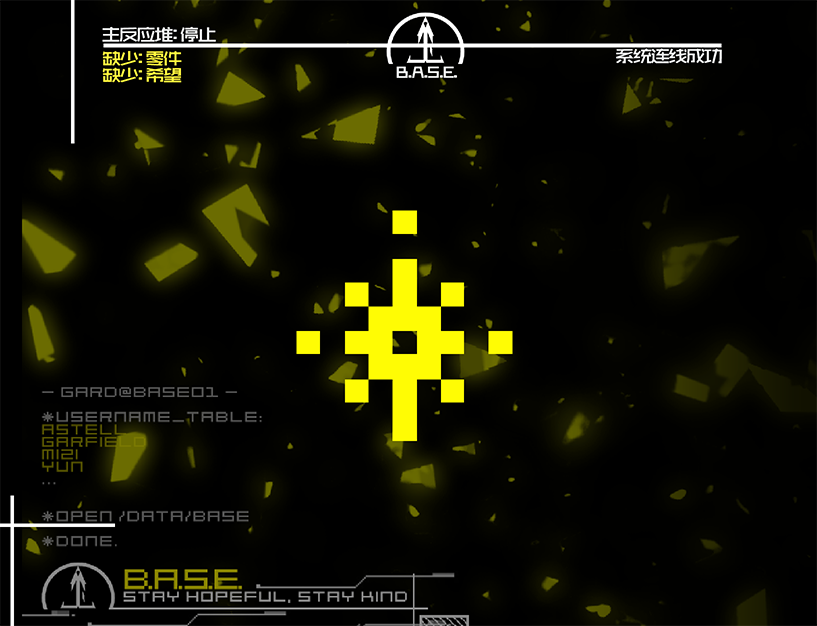 主反应堆: 停止
缺少: 零件
缺少: 希望
B.A.S.E.
系统连线成功
— GARD@BASE01 —
*USERNAME_TABLE:
ASTELL
GARFIELD
MIZI
YUN
...
*OPEN /DATA/BASE
*DONE.
B.A.S.E.
STAY HOPEFUL, STAY KIND